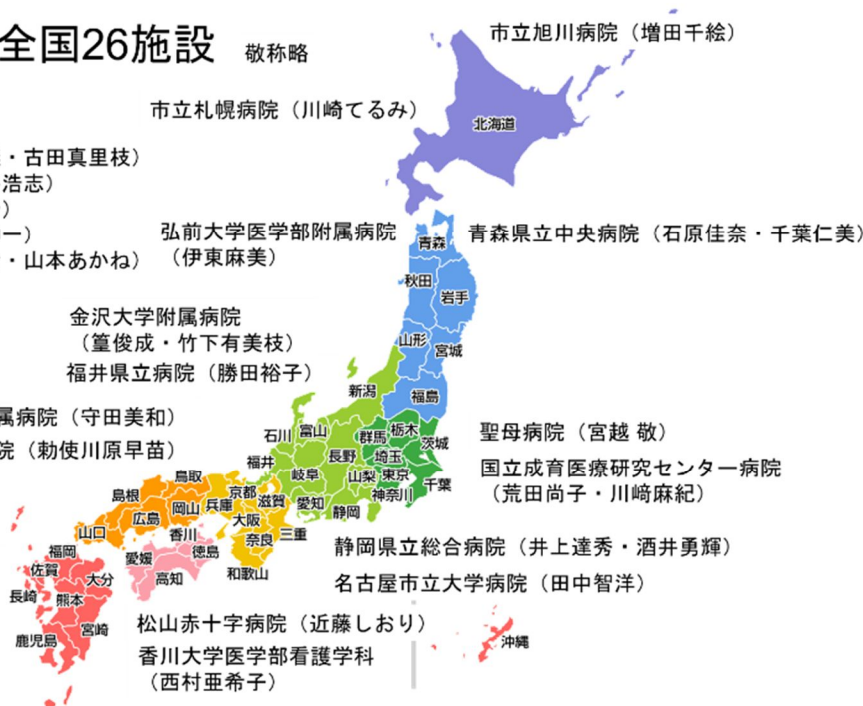 全国26施設 敬称略
市立旭川病院（増田千絵）
市立札幌病院（川崎てるみ）
北海道
・古田真里枝）
浩志）
）
一）
・山本あかね）
弘前大学医学部附属病院
（伊東麻美）
青森県立中央病院（石原佳奈・千葉仁美）
青森
秋田
岩手
山形
宮城
福島
金沢大学附属病院
（篁俊成・竹下有美枝）
福井県立病院（勝田裕子）
属病院（守田美和）
院（勅使川原早苗）
新潟
石川
富山
群馬
栃木
茨城
福井
長野
埼玉
岐阜
山梨
東京
千葉
神奈川
愛知
静岡
聖母病院（宮越 敬）
国立成育医療研究センター病院
（荒田尚子・川﨑麻紀）
鳥取
島根
岡山
広島
山口
兵庫
京都
滋賀
大阪
奈良
三重
和歌山
香川
徳島
愛媛
高知
福岡
佐賀
大分
長崎
熊本
宮崎
鹿児島
静岡県立総合病院（井上達秀・酒井勇輝）
名古屋市立大学病院（田中智洋）
松山赤十字病院（近藤しおり）
香川大学医学部看護学科
（西村亜希子）
沖縄